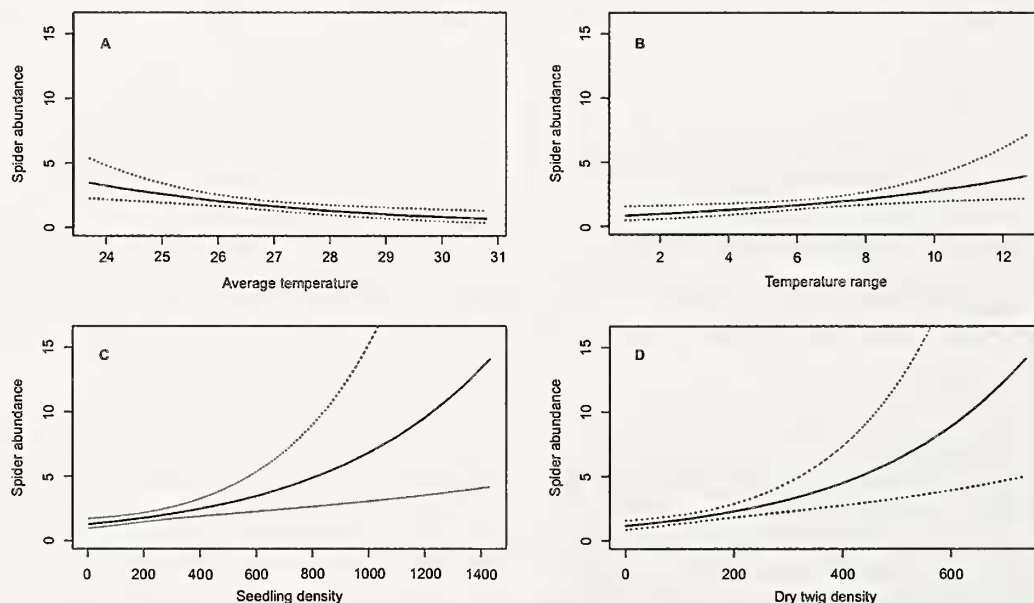 A
Spider abundance
15
10
5
0
24 25 26 27 28 29 30 31
Average temperature
B
Spider abundance
15
10
5
0
2 4 6 8 10 12
Temperature range
C
Spider abundance
15
10
5
0
0 200 400 600 800 1000 1400
Seedling density
D
Spider abundance
15
10
5
0
0 200 400 600
Dry twig density